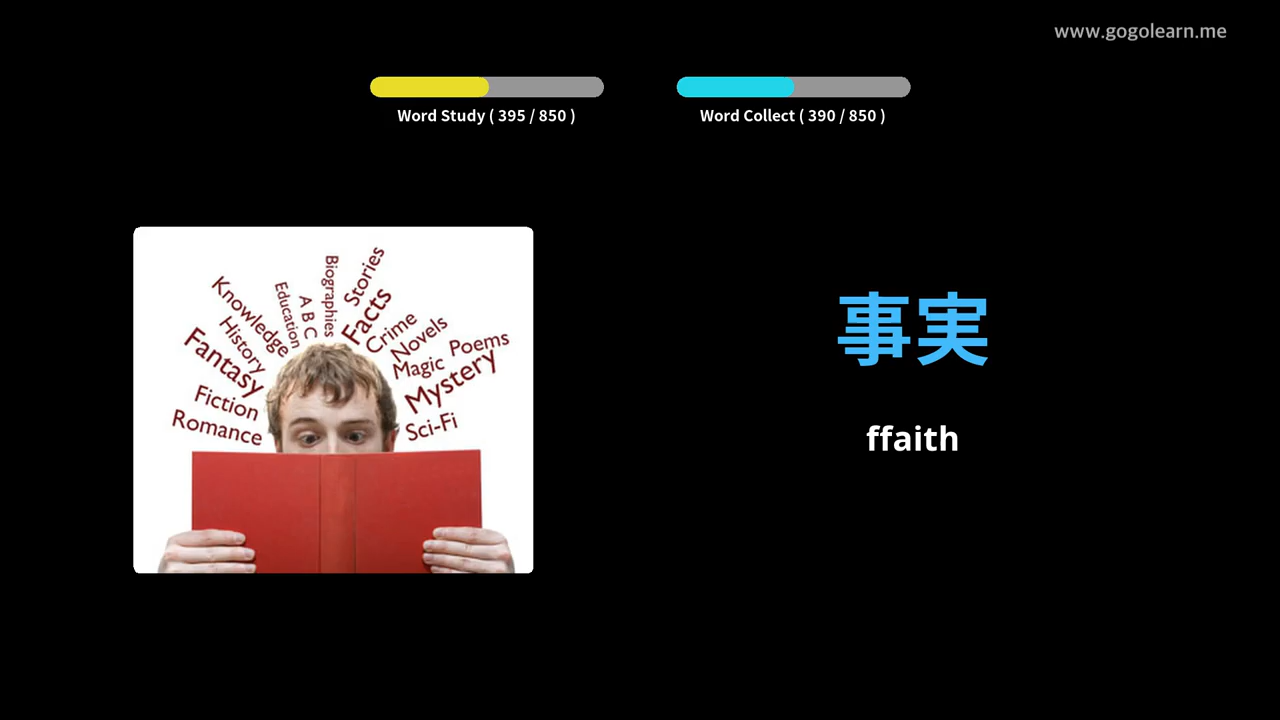 www.gogolearn.me
Word Study ( 395 / 850 )
Word Collect ( 390 / 850 )
Romance
Fiction
Fantasy
History
Knowledge
Education
A B C
Biographies
Stories
Facts
Crime
Novels
Magic
Poems
Mystery
Sci-Fi
事実
ffaith